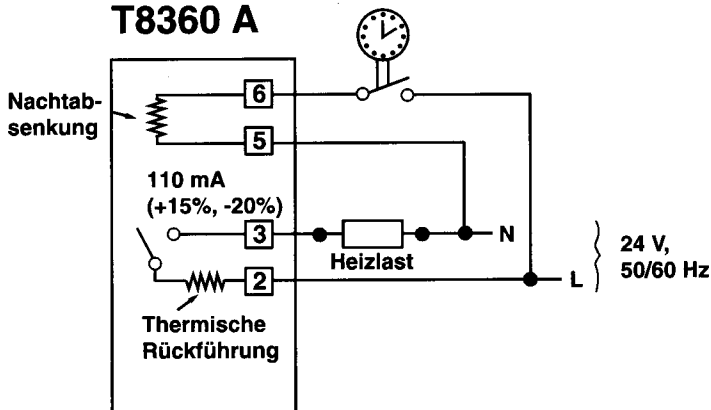 T8360 A
Nachtab-
senkung
6
5
110 mA
(+15%, -20%)
3
Heizlast
N
24 V,
50/60 Hz
2
L
Thermische
Rückführung